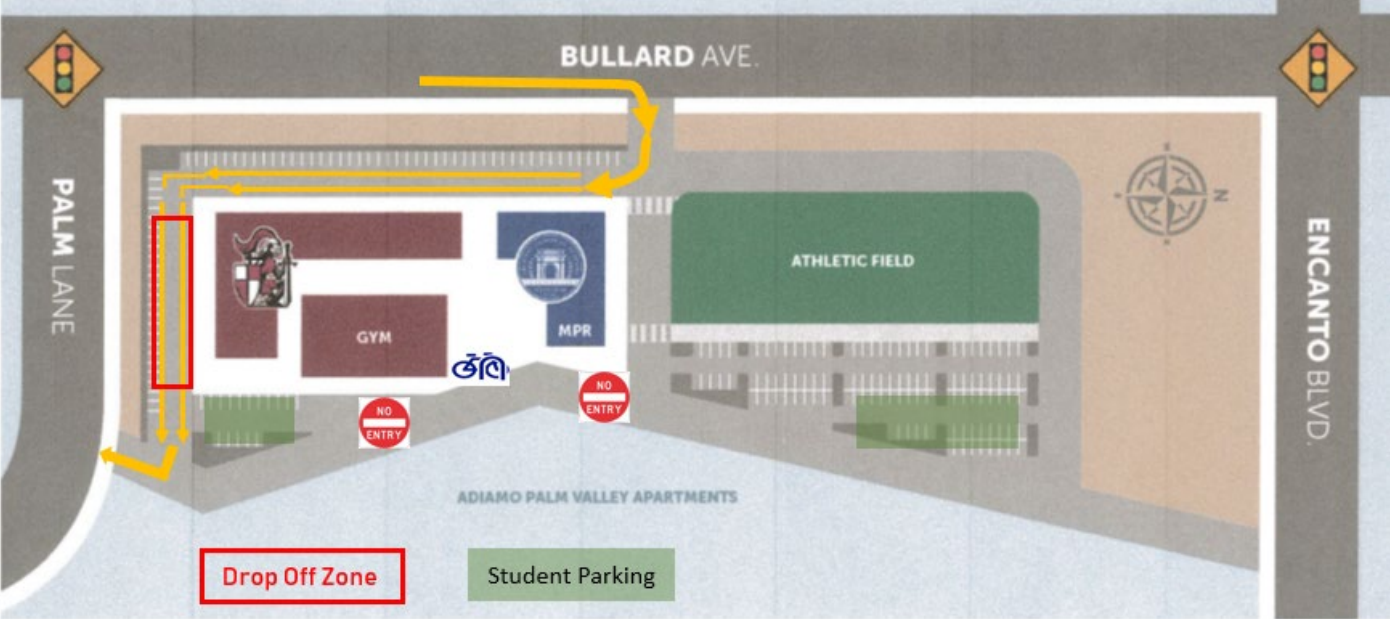 BULLARD AVE.
PALM LANE
N
ENCANTO BLVD.
ATHLETIC FIELD
GYM
MPR
NO
ENTRY
NO
ENTRY
ADIAMO PALM VALLEY APARTMENTS
Drop Off Zone
Student Parking